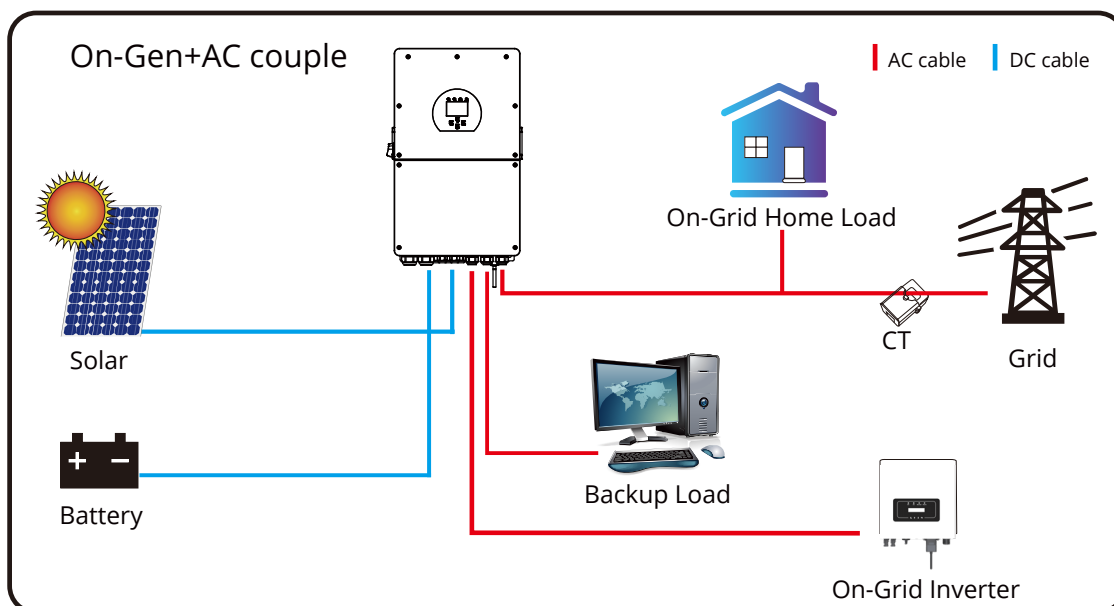 On-Gen+AC couple
AC cable
DC cable
On-Grid Home Load
Solar
CT
Grid
+ −
Battery
Backup Load
On-Grid Inverter